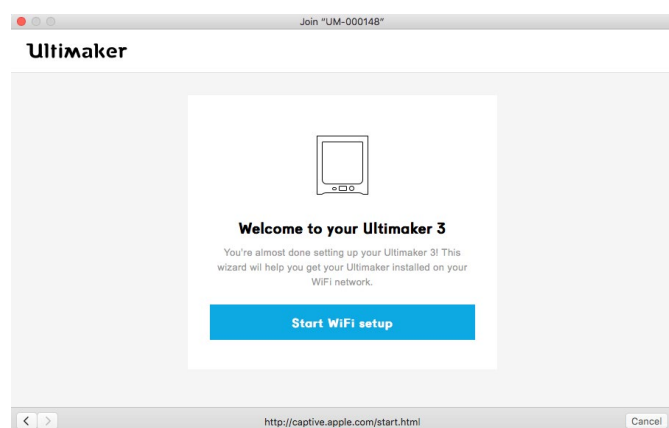 Join "UM-000148"
Ultimaker
Welcome to your Ultimaker 3
You're almost done setting up your Ultimaker 3! This
wizard wil help you get your Ultimaker installed on your
WiFi network.
Start WiFi setup
http://captive.apple.com/start.html
Cancel